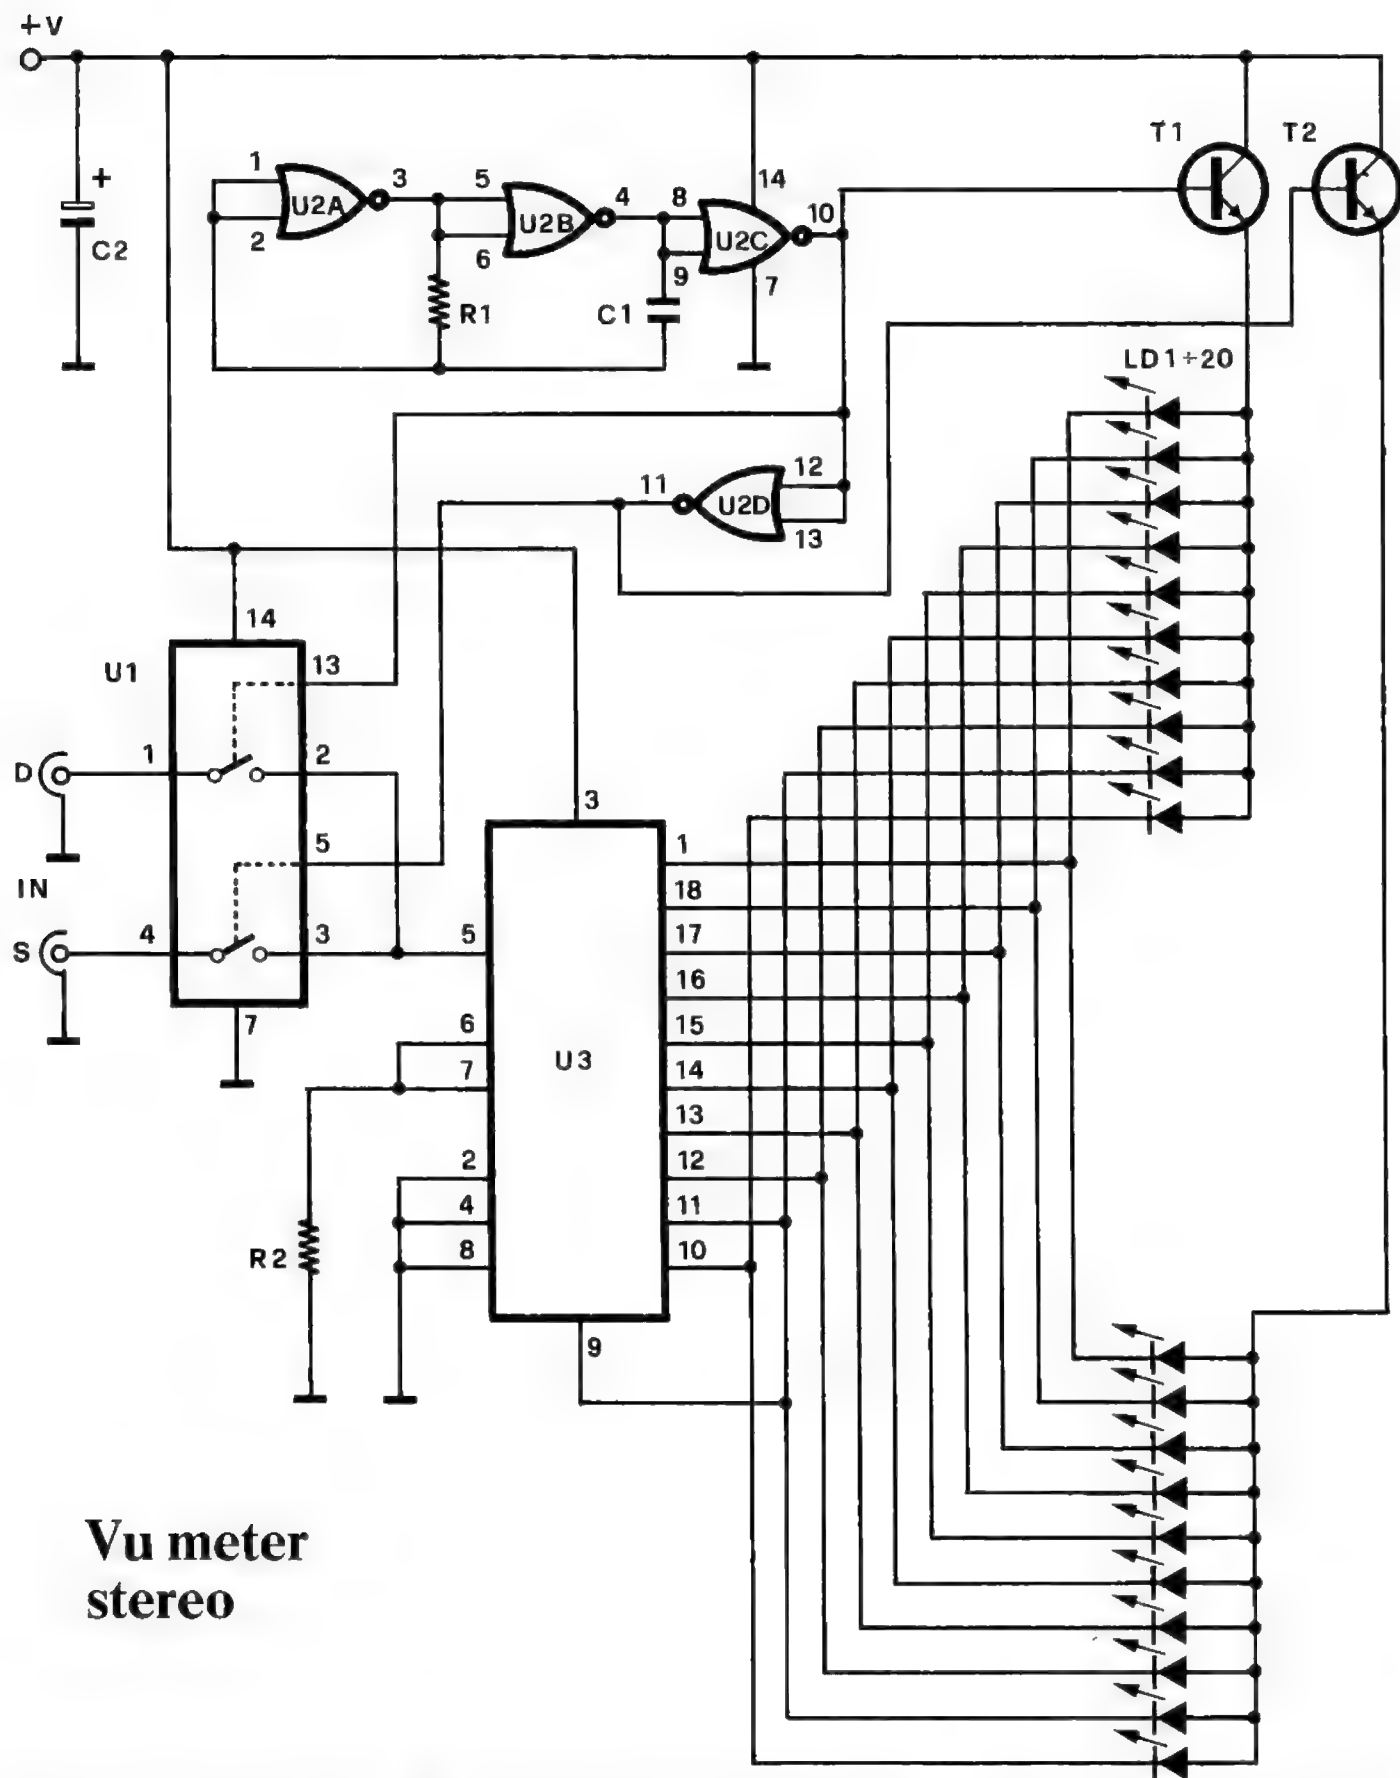 +V
T1 T2
1 3 5 4 8 14 10
U2A U2B U2C
2 6 9 7
+
C2
R1 C1
LD1÷20
12
11 U2D
13
14
U1 13
D 1 2
3
5 1
IN 18
S 4 3 5 17
16
7 6 15
U3
7 14
13
2 12
4 11
R2 8 10
9
Vu meter
stereo